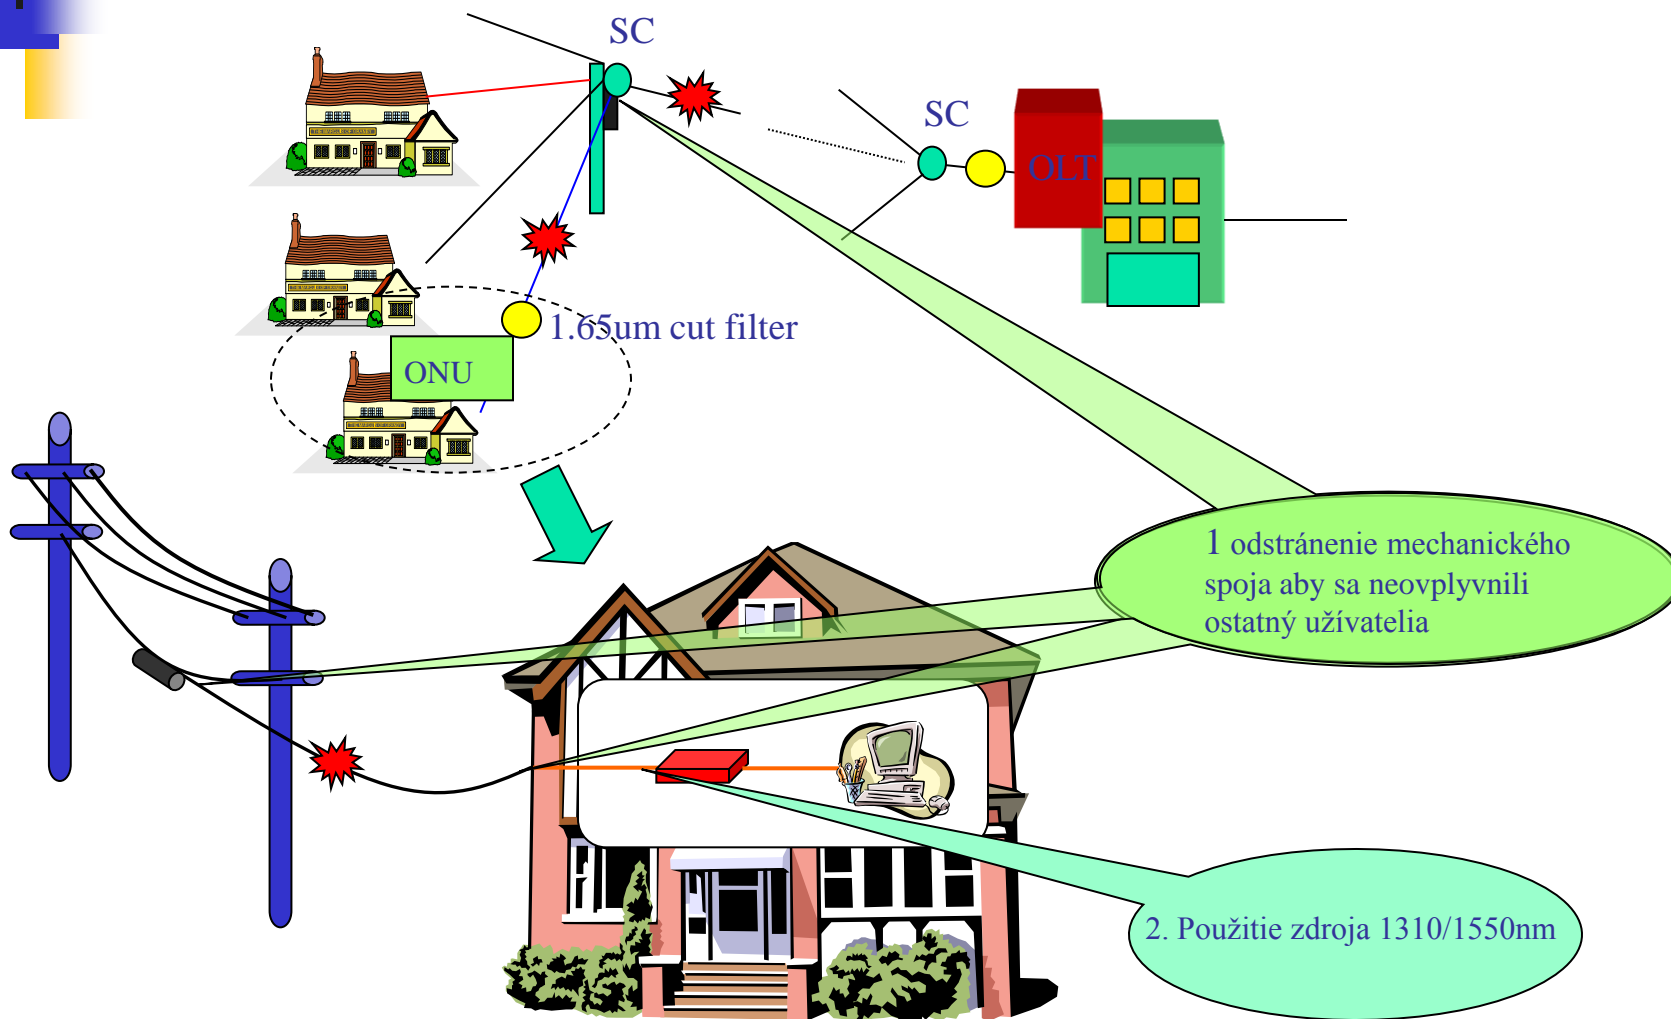 SC
SC
OLT
1.65um cut filter
ONU
1 odstránenie mechanického
spoja aby sa neovplyvnili
ostatný užívatelia
2. Použitie zdroja 1310/1550nm